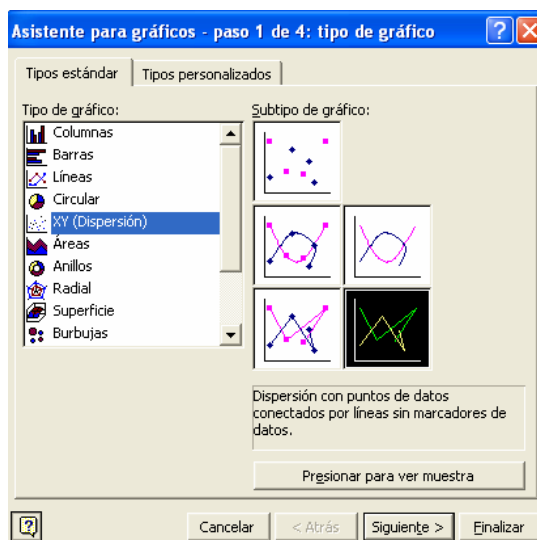 Asistente para gráficos - paso 1 de 4: tipo de gráfico
Tipos estándar
Tipos personalizados
Tipo de gráfico:
Columnas
Barras
Líneas
Circular
XY (Dispersión)
Áreas
Anillos
Radial
Superficie
Burbujas
Subtipo de gráfico:
Dispersión con puntos de datos
conectados por líneas sin marcadores de
datos.
Presionar para ver muestra
Cancelar
< Atrás
Siguiente >
Finalizar